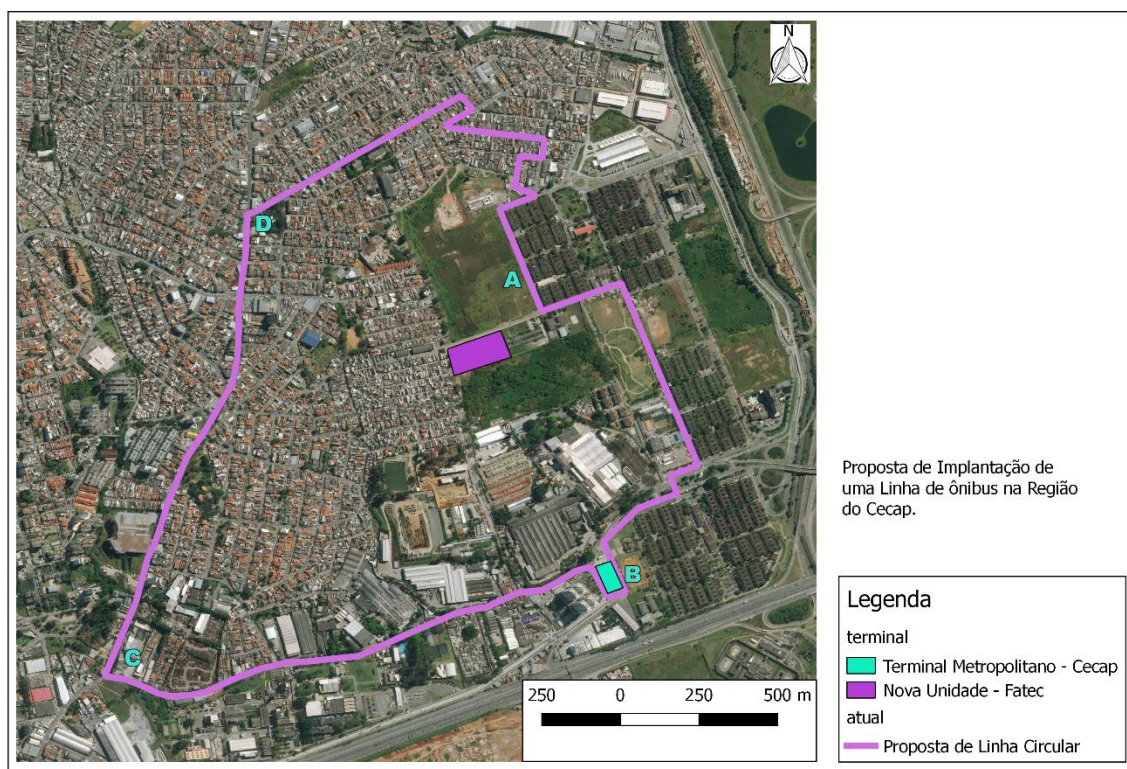 N
D
A
B
C
250 0 250 500 m
Proposta de Implantação de
uma Linha de ônibus na Região
do Cecap.
Legenda
terminal
Terminal Metropolitano - Cecap
Nova Unidade - Fatec
atual
Proposta de Linha Circular